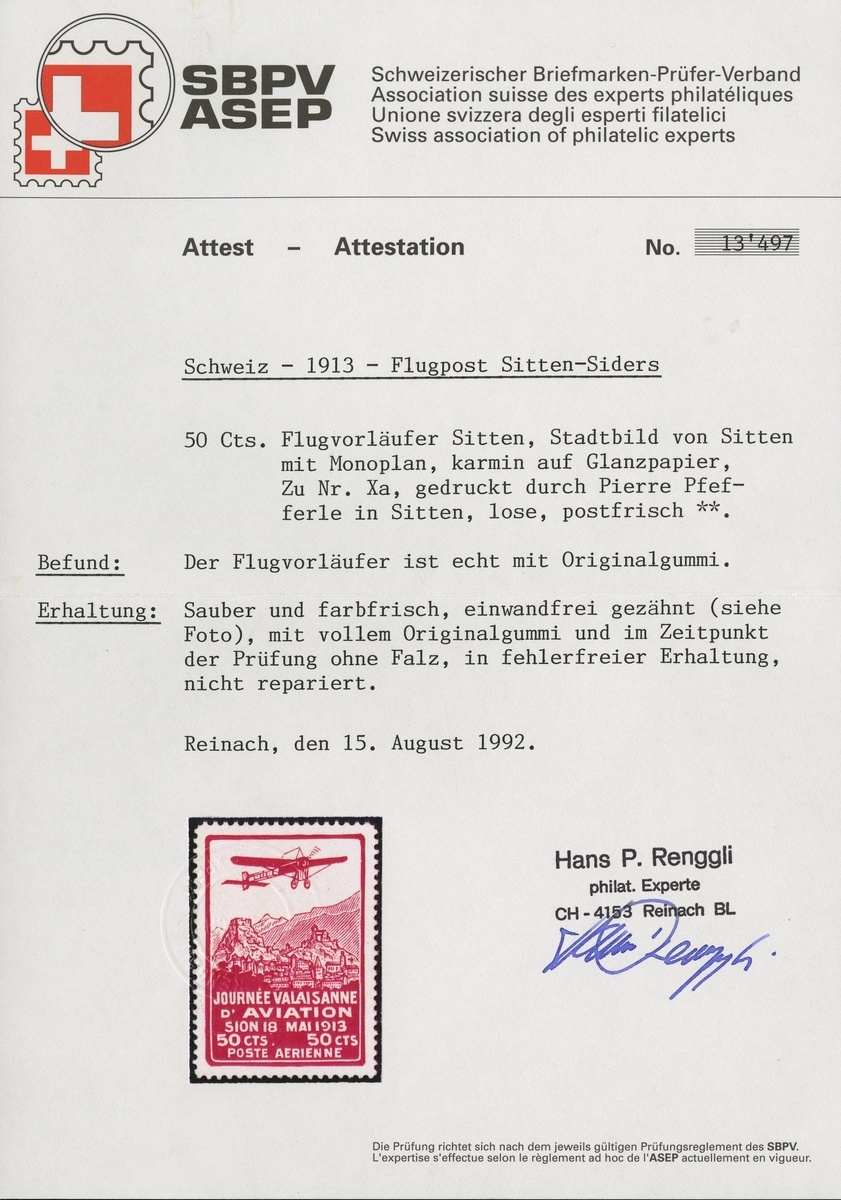 SBPV
ASEP
Schweizerischer Briefmarken-Prüfer-Verband
Association suisse des experts philatéliques
Unione svizzera degli esperti filatelici
Swiss association of philatelic experts
Attest – Attestation No. 13'497
Schweiz - 1913 - Flugpost Sitten-Siders
50 Cts. Flugvorläufer Sitten, Stadtbild von Sitten
mit Monoplan, karmin auf Glanzpapier,
Zu Nr. Xa, gedruckt durch Pierre Pfef-
ferle in Sitten, lose, postfrisch **.
Befund: Der Flugvorläufer ist echt mit Originalgummi.
Erhaltung: Sauber und farbfrisch, einwandfrei gezähnt (siehe
Foto), mit vollem Originalgummi und im Zeitpunkt
der Prüfung ohne Falz, in fehlerfreier Erhaltung,
nicht repariert.
Reinach, den 15. August 1992.
JOURNÉE VALAISANNE
D' AVIATION
SION 18 MAI 1913
50 CTS. 50 CTS
POSTE AERIENNE
Hans P. Renggli
philat. Experte
CH-4153 Reinach BL
Hans Renggli
Die Prüfung richtet sich nach dem jeweils gültigen Prüfungsreglement des SBPV.
L'expertise s'effectue selon le règlement ad hoc de l'ASEP actuellement en vigueur.